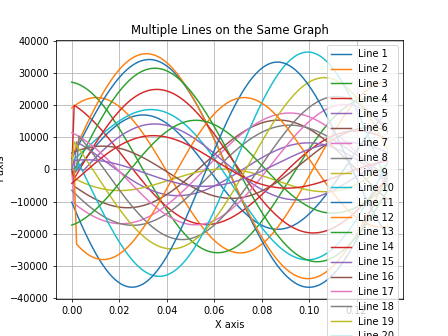 Multiple Lines on the Same Graph
40000
30000
20000
10000
0
−10000
−20000
−30000
−40000
0.00
0.02
0.04
0.06
0.08
0.10
X axis
Line 1
Line 2
Line 3
Line 4
Line 5
Line 6
Line 7
Line 8
Line 9
Line 10
Line 11
Line 12
Line 13
Line 14
Line 15
Line 16
Line 17
Line 18
Line 19
Line 20